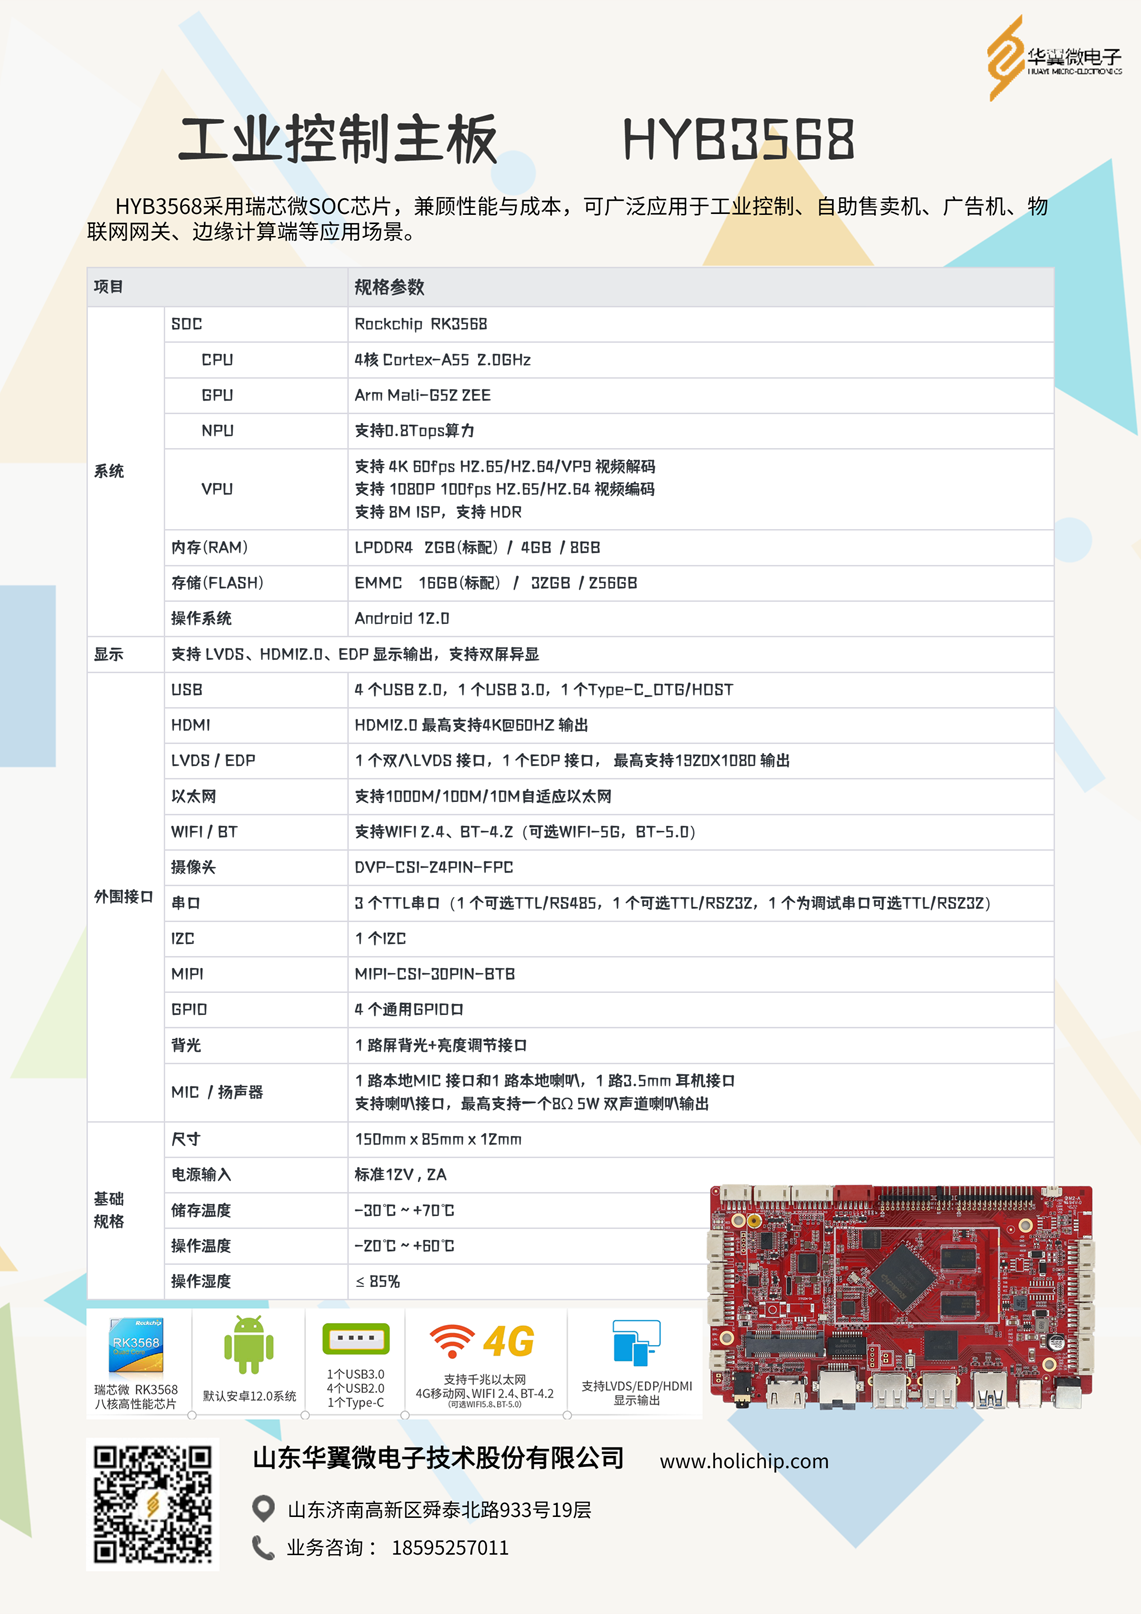 华翼微电子
HUAYI MICRO-ELECTRONICS
工业控制主板 HYB3568
HYB3568采用瑞芯微SOC芯片，兼顾性能与成本，可广泛应用于工业控制、自助售卖机、广告机、物
联网网关、边缘计算端等应用场景。
项目 规格参数
系统
SOC Rockchip RK3568
CPU 4核 Cortex-A55 2.0GHz
GPU Arm Mali-G52 2EE
NPU 支持0.8Tops算力
VPU
支持 4K 60fps H2.65/H2.64/VP9 视频解码
支持 1080P 100fps H2.65/H2.64 视频编码
支持 8M ISP，支持 HDR
内存(RAM) LPDDR4 2GB(标配) / 4GB / 8GB
存储(FLASH) EMMC 16GB(标配) / 32GB / 256GB
操作系统 Android 12.0
显示 支持 LVDS、HDMI2.0、EDP 显示输出，支持双屏异显
外围接口
USB 4 个USB 2.0，1 个USB 3.0，1 个Type-C_OTG/HOST
HDMI HDMI2.0 最高支持4K@60HZ 输出
LVDS / EDP 1 个双八LVDS 接口，1 个EDP 接口， 最高支持1920X1080 输出
以太网 支持1000M/100M/10M自适应以太网
WIFI / BT 支持WIFI 2.4、BT-4.2（可选WIFI-5G，BT-5.0）
摄像头 DVP-CSI-24PIN-FPC
串口 3 个TTL串口（1 个可选TTL/RS485，1 个可选TTL/RS232，1 个为调试串口可选TTL/RS232）
I2C 1 个I2C
MIPI MIPI-CSI-30PIN-BTB
GPIO 4 个通用GPIO口
背光 1 路屏背光+亮度调节接口
MIC / 扬声器
1 路本地MIC 接口和1 路本地喇叭，1 路3.5mm 耳机接口
支持喇叭接口，最高支持一个8Ω 5W 双声道喇叭输出
基础
规格
尺寸 150mm x 85mm x 12mm
电源输入 标准12V , 2A
储存温度 -30℃ ~ +70℃
操作温度 -20℃ ~ +60℃
操作湿度 ≤ 85%
Rockchip
RK3568
瑞芯微 RK3568
八核高性能芯片
默认安卓12.0系统
1个USB3.0
4个USB2.0
1个Type-C
4G
支持千兆以太网
4G移动网、WIFI 2.4、BT-4.2
(可选WIFI5.8、BT-5.0)
支持LVDS/EDP/HDMI
显示输出
山东华翼微电子技术股份有限公司 www.holichip.com
山东济南高新区舜泰北路933号19层
业务咨询： 18595257011